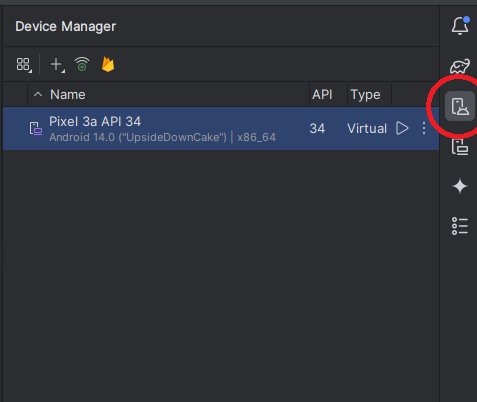 Device Manager
Name API Type
Pixel 3a API 34 34 Virtual
Android 14.0 ("UpsideDownCake") | x86_64